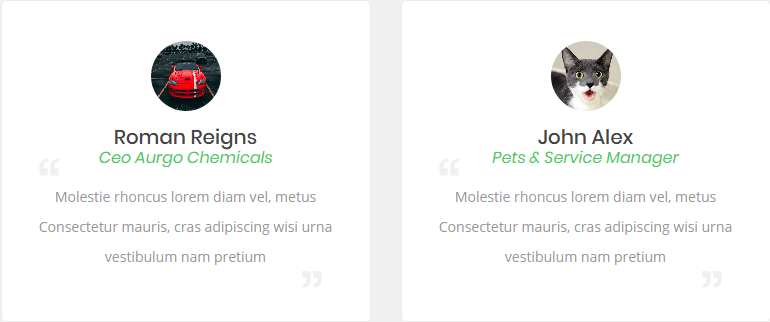 Roman Reigns
Ceo Aurgo Chemicals
“
Molestie rhoncus lorem diam vel, metus
Consectetur mauris, cras adipiscing wisi urna
vestibulum nam pretium
”
John Alex
Pets & Service Manager
“
Molestie rhoncus lorem diam vel, metus
Consectetur mauris, cras adipiscing wisi urna
vestibulum nam pretium
”